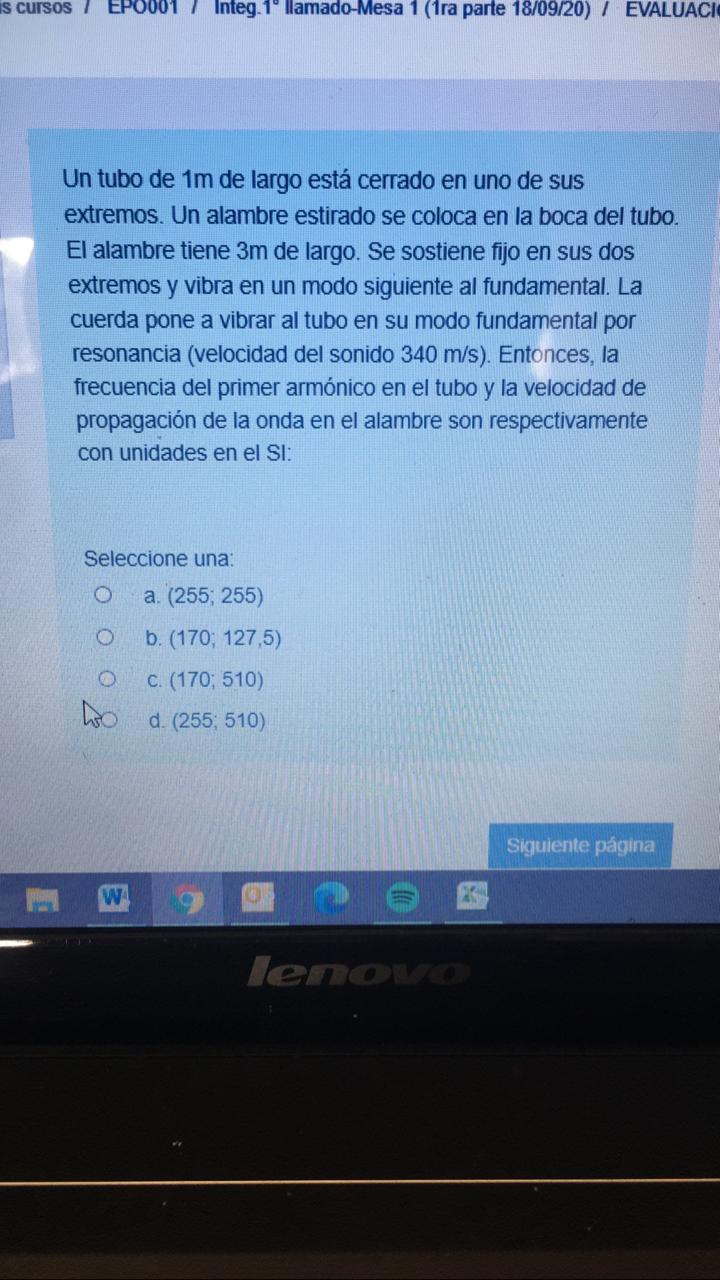 s cursos / EPO001 / Integ.1° llamado-Mesa 1 (1ra parte 18/09/20) / EVALUACI
Un tubo de 1m de largo está cerrado en uno de sus
extremos. Un alambre estirado se coloca en la boca del tubo.
El alambre tiene 3m de largo. Se sostiene fijo en sus dos
extremos y vibra en un modo siguiente al fundamental. La
cuerda pone a vibrar al tubo en su modo fundamental por
resonancia (velocidad del sonido 340 m/s). Entonces, la
frecuencia del primer armónico en el tubo y la velocidad de
propagación de la onda en el alambre son respectivamente
con unidades en el SI:
Seleccione una:
a. (255; 255)
b. (170; 127,5)
c. (170; 510)
d. (255; 510)
Siguiente página
lenovo